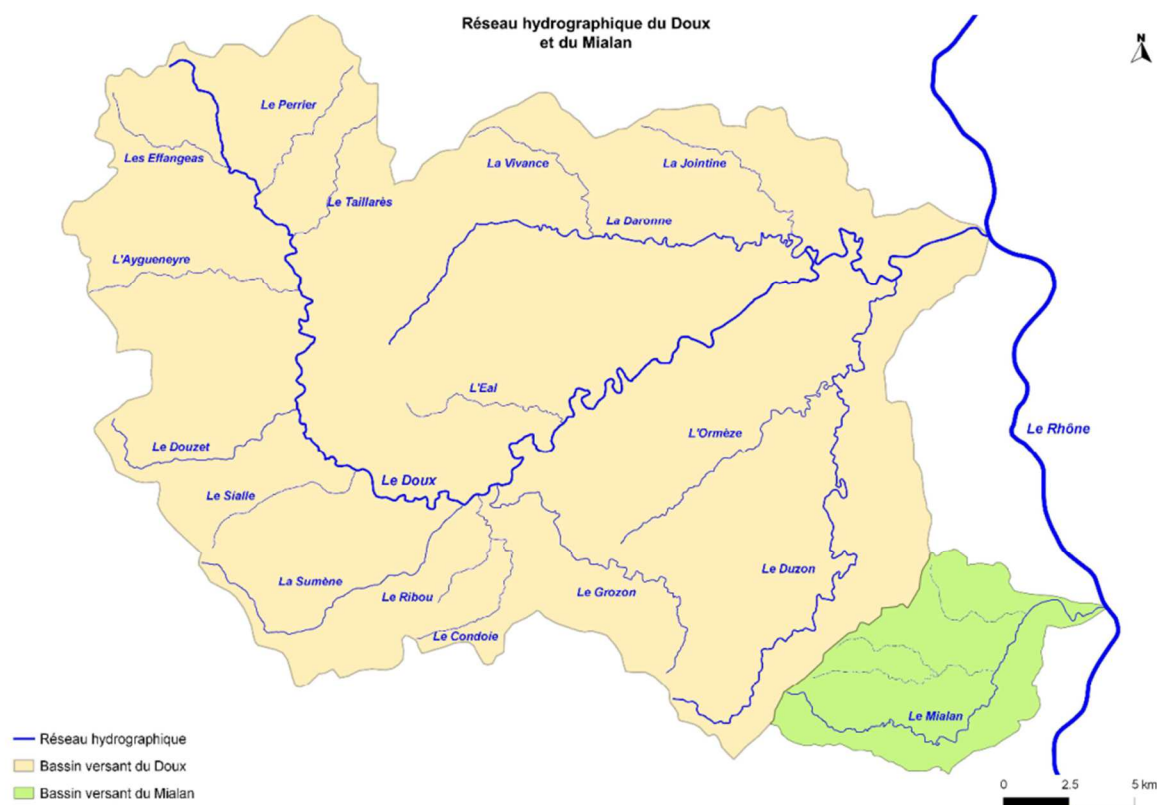 Réseau hydrographique du Doux
et du Mialan
N
Le Perrier
Les Effangeas
La Vivance
La Jointine
Le Taillarès
La Daronne
L'Aygueneyre
L'Eal
Le Rhône
L'Ormèze
Le Douzet
Le Doux
Le Sialle
La Sumène
Le Duzon
Le Ribou
Le Grozon
Le Condoie
Le Mialan
Réseau hydrographique
Bassin versant du Doux
Bassin versant du Mialan
0 2.5 5 km